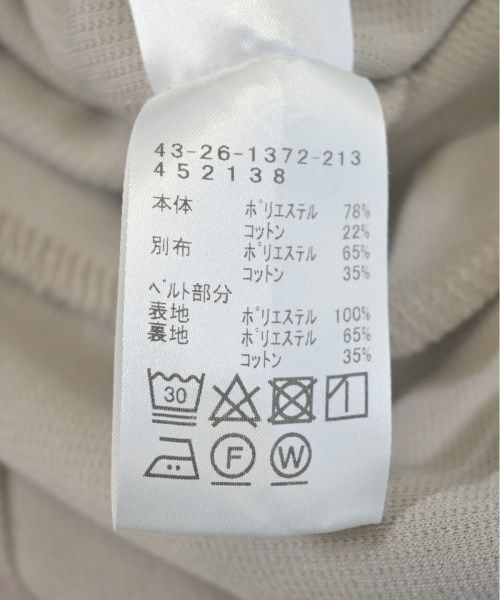 43-26-1372-213
452138
本体 ポリエステル 78%
コットン 22%
別布 ポリエステル 65%
コットン 35%
ベルト部分
表地 ポリエステル 100%
裏地 ポリエステル 65%
コットン 35%
30
F W